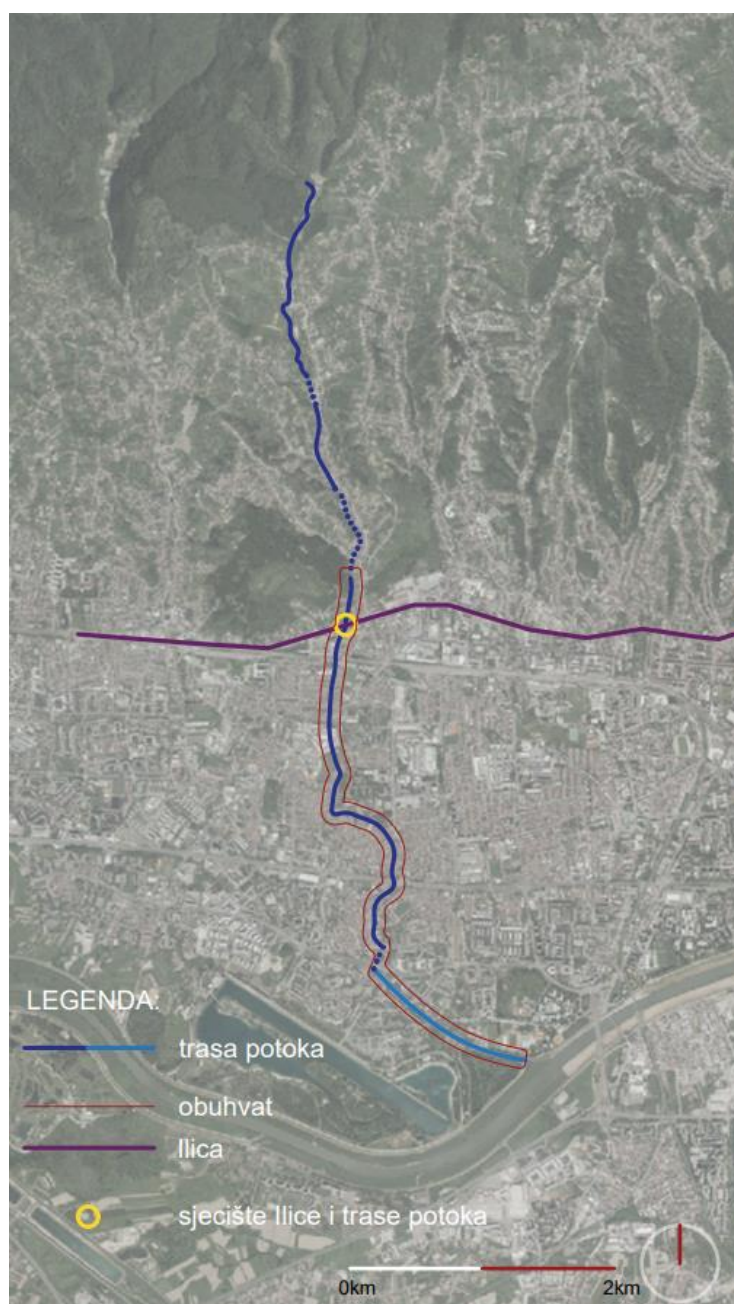 LEGENDA:
trasa potoka
obuhvat
Ilica
sjecište Ilice i trase potoka
0km 2km